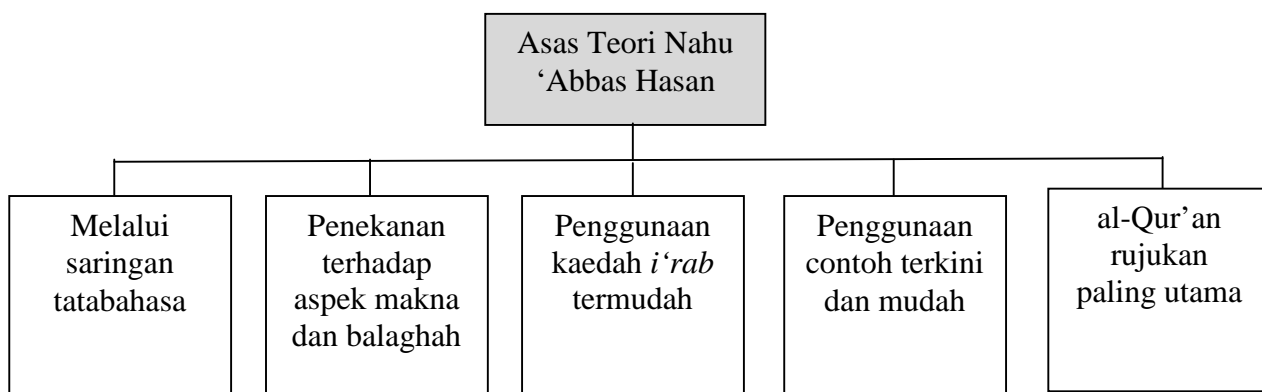 Asas Teori Nahu
‘Abbas Hasan
Melalui
saringan
tatabahasa
Penekanan
terhadap
aspek makna
dan balaghah
Penggunaan
kaedah i‘rab
termudah
Penggunaan
contoh terkini
dan mudah
al-Qur’an
rujukan
paling utama